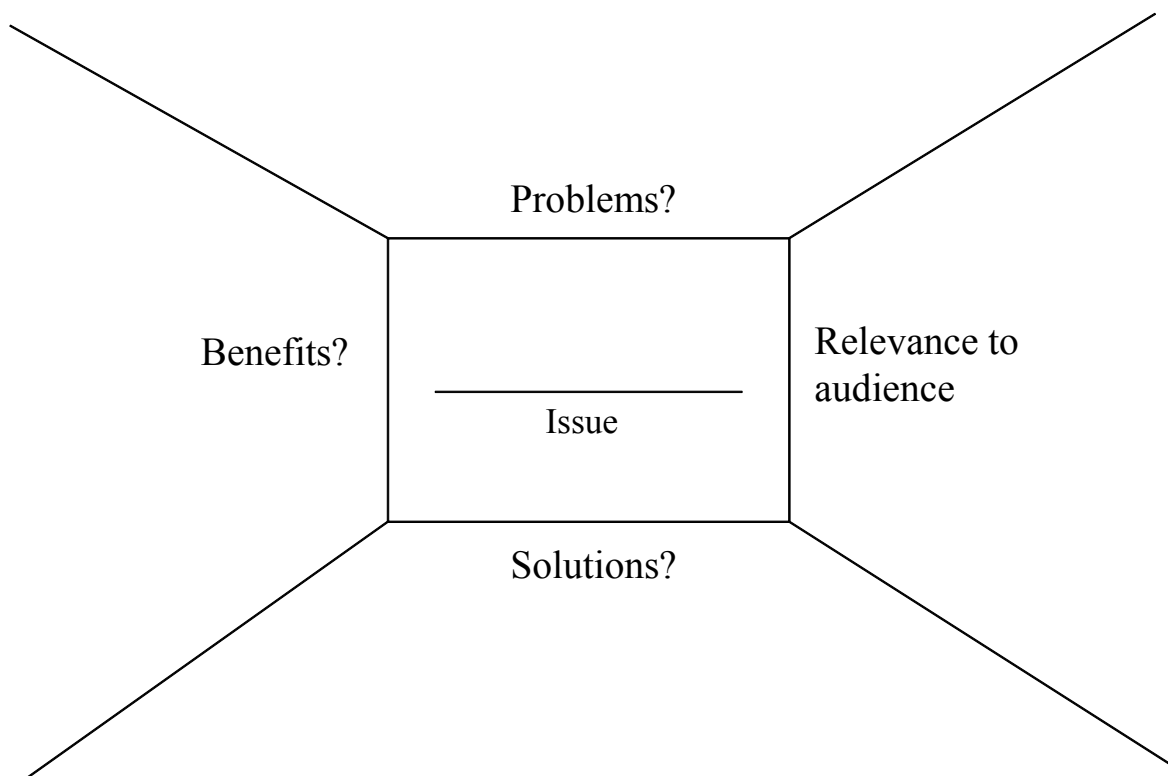 Problems?
Benefits?
Relevance to
audience
Issue
Solutions?